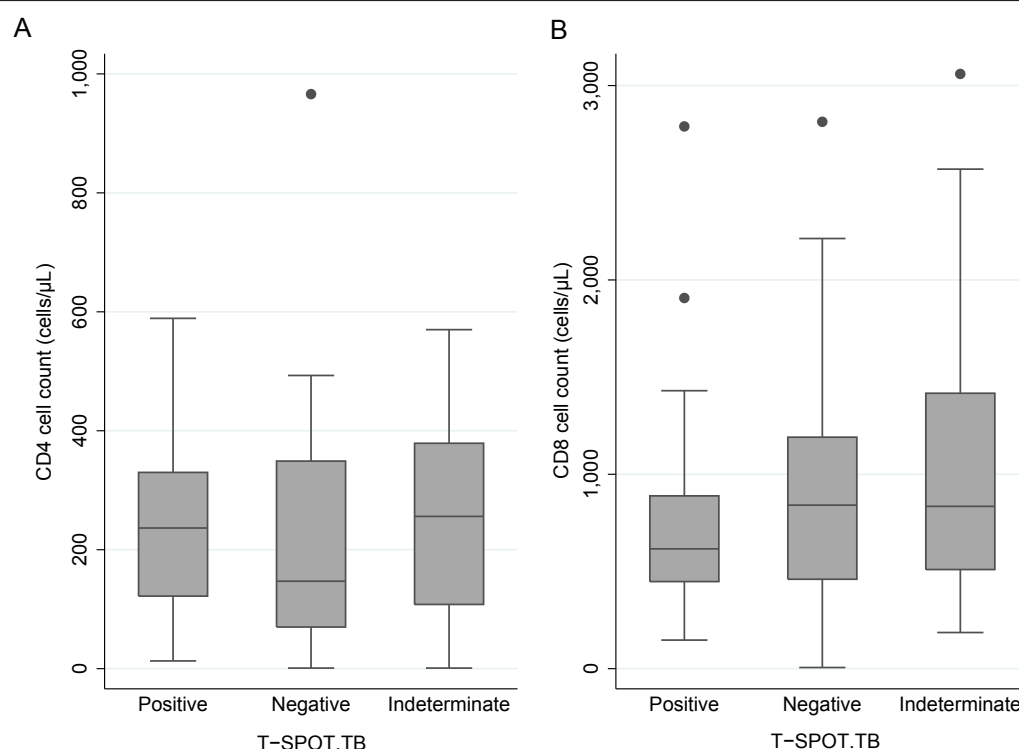 A
CD4 cell count (cells/µL)
1,000
800
600
400
200
0
Positive Negative Indeterminate
T−SPOT.TB
B
CD8 cell count (cells/µL)
3,000
2,000
1,000
0
Positive Negative Indeterminate
T−SPOT.TB